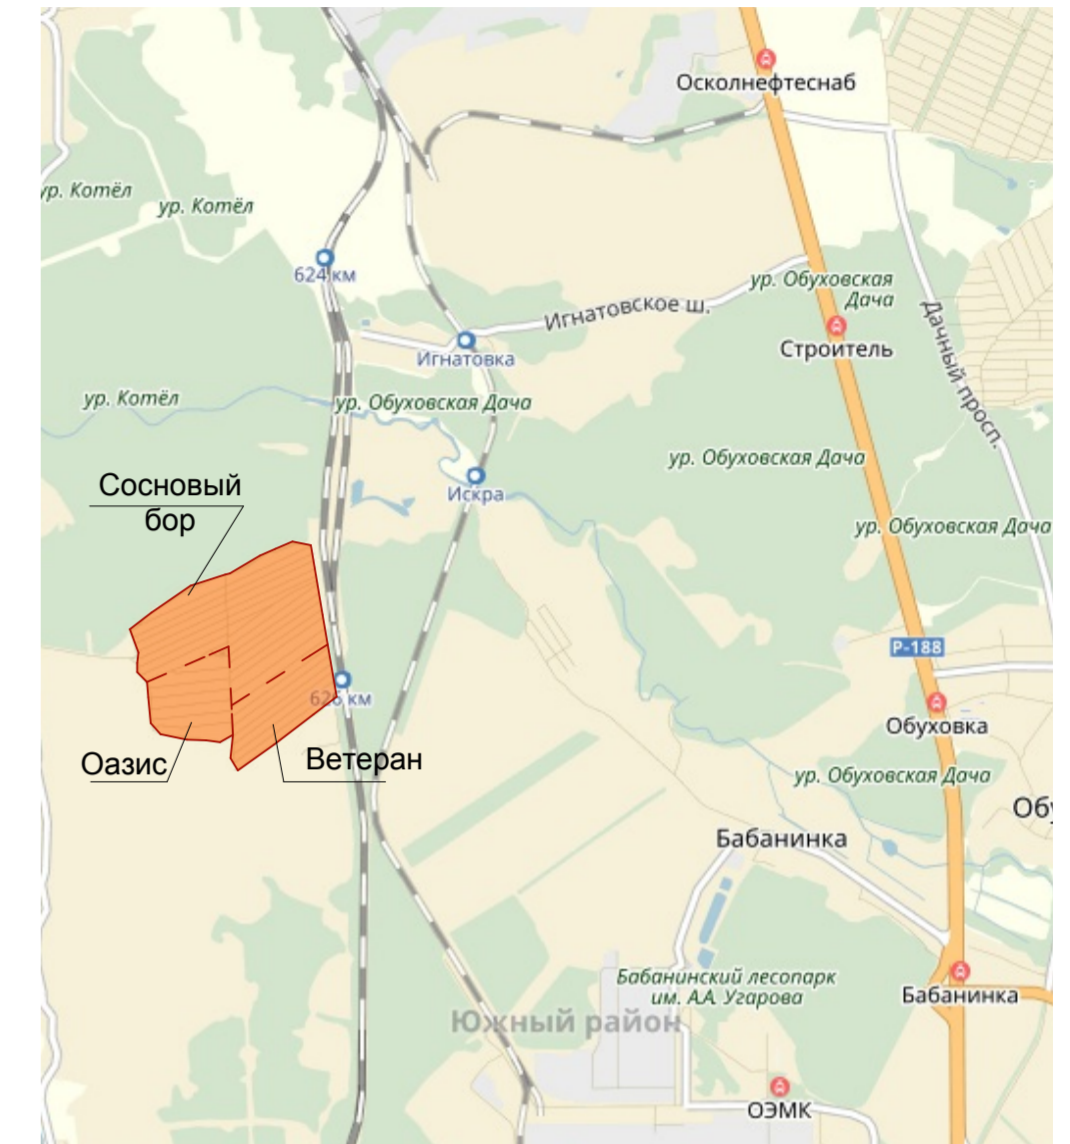 Осколнефтеснаб
ур. Котёл
ур. Котёл
624 км
ур. Обуховская
Дача
Игнатовское ш.
Дачный просп.
Строитель
Игнатовка
ур. Котёл
ур. Обуховская Дача
ур. Обуховская Дача
Сосновый
бор
Искра
ур. Обуховская Дача
Р-188
626 км
Обуховка
Оазис
Ветеран
ур. Обуховская Дача
Обу
Бабанинка
Бабанинский лесопарк
им. А.А. Угарова
Бабанинка
Южный район
ОЭМК